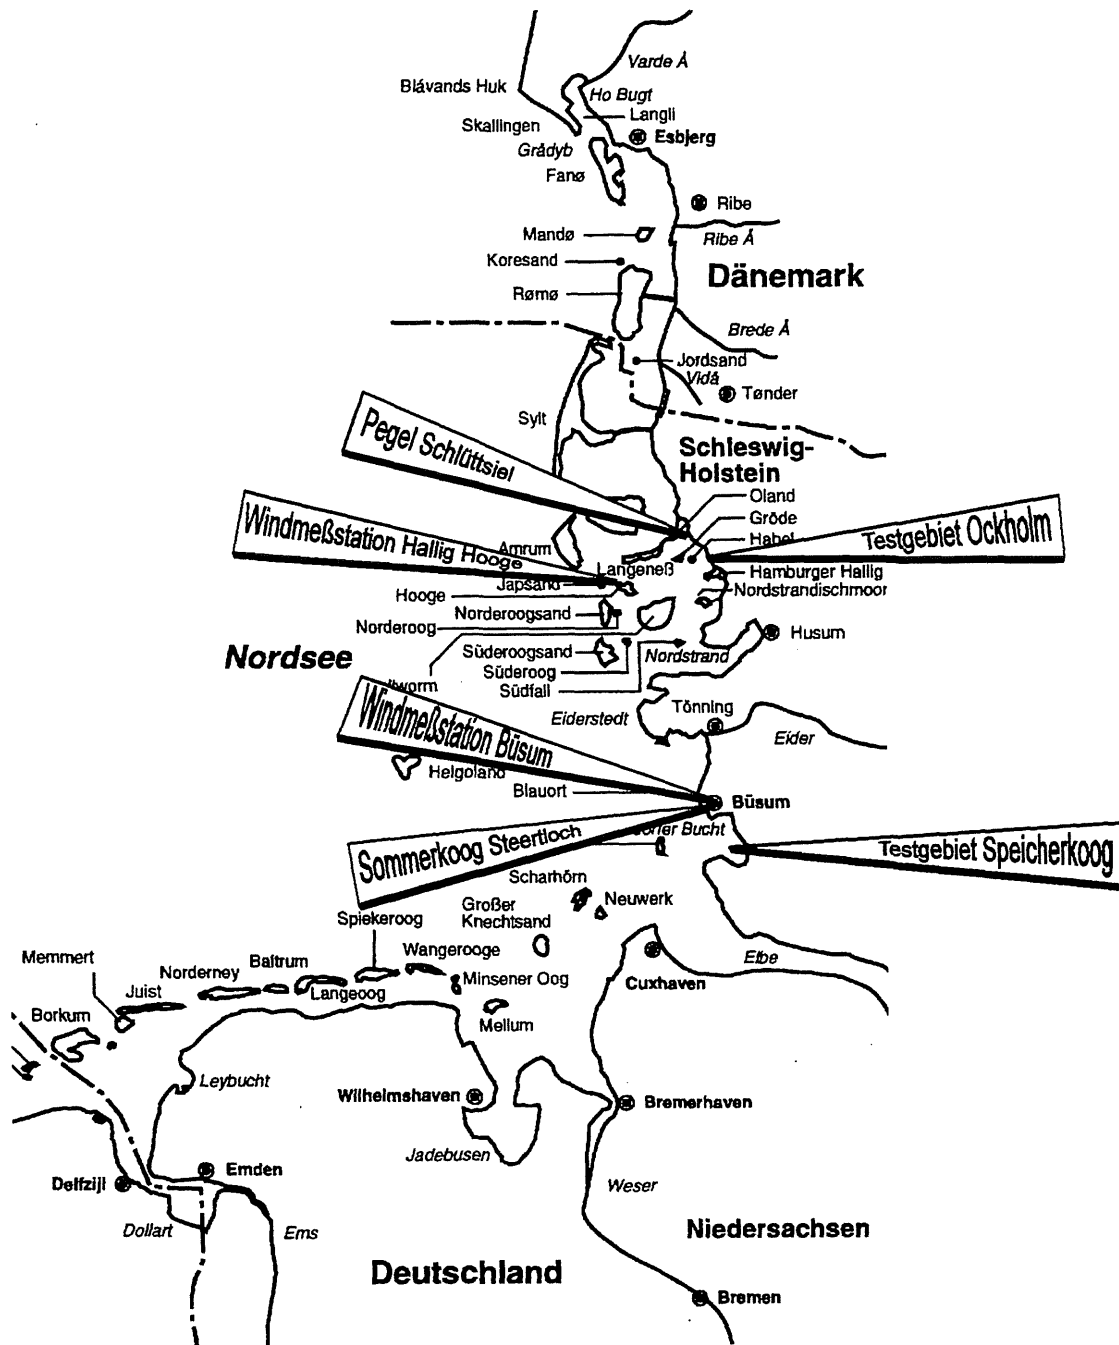 Varde Å
Blåvands Huk
Ho Bugt
Langli
Skallingen
Esbjerg
Grådyb
Fanø
Ribe
Mandø
Ribe Å
Koresand
Dänemark
Rømø
Brede Å
Jordsand
Vidå
Tønder
Sylt
Pegel Schlüttsiel
Schleswig-
Holstein
Oland
Windmeßstation Hallig Hooge
Gröde
Testgebiet Ockholm
Habel
Amrum
Langeneß
Hamburger Hallig
Japsand
Nordstrandischmoor
Hooge
Norderoogsand
Norderoog
Husum
Nordsee
Süderoogsand
Nordstrand
Süderoog
Südfall
llworm
Eiderstedt
Tönning
Windmeßstation Büsum
Eider
Helgoland
Blauort
Büsum
orfer Bucht
Sommerkoog Steertloch
Testgebiet Speicherkoog
Scharhörn
Großer
Knechtsand
Neuwerk
Spiekeroog
Wangerooge
Elbe
Memmert
Norderney
Baltrum
Minsener Oog
Cuxhaven
Juist
Langeoog
Borkum
Mellum
Leybucht
Wilhelmshaven
Bremerhaven
Jadebusen
Emden
Delfzijl
Weser
Dollart
Ems
Niedersachsen
Deutschland
Bremen